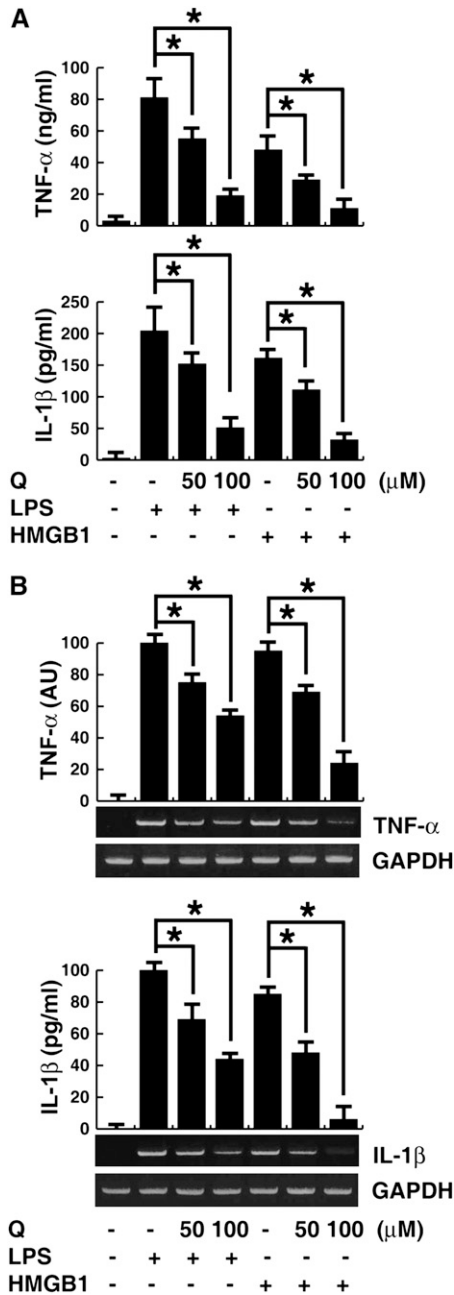 A
TNF-α (ng/ml)
100
80
60
40
20
0
* * * *
IL-1β (pg/ml)
250
200
150
100
50
0
* * * *
Q - - 50 100 - 50 100 (μM)
LPS - + + + - - -
HMGB1 - - - - + + +
B
TNF-α (AU)
100
80
60
40
20
0
* * * *
TNF-α
GAPDH
IL-1β (pg/ml)
100
80
60
40
20
0
* * * *
IL-1β
GAPDH
Q - - 50 100 - 50 100 (μM)
LPS - + + + - - -
HMGB1 - - - - + + +